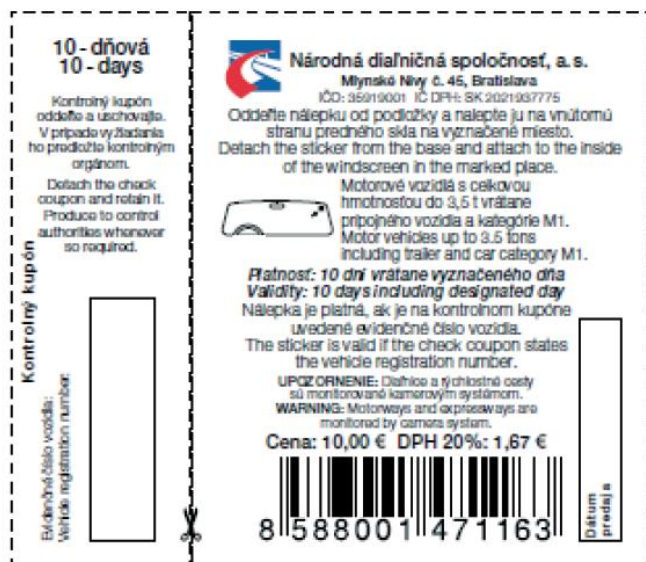 10 - dňová
10 - days
Kontrolný kupón
oddeľte a uschovajte.
V prípade vyžiadania
ho predložte kontrolným
orgánom.
Detach the check
coupon and retain it.
Produce to control
authorities whenever
so required.
Kontrolný kupón
Evidenčné číslo vozidla:
Vehicle registration number:
Národná diaľničná spoločnosť, a. s.
Mlynské Nivy č. 45, Bratislava
IČO: 35919001 IČ DPH: SK 2021937775
Oddeľte nálepku od podložky a nalepte ju na vnútornú
stranu predného skla na vyznačené miesto.
Detach the sticker from the base and attach to the inside
of the windscreen in the marked place.
Motorové vozidlá s celkovou
hmotnosťou do 3,5 t vrátane
prípojného vozidla a kategórie M1.
Motor vehicles up to 3.5 tons
including trailer and car category M1.
Platnosť: 10 dní vrátane vyznačeného dňa
Validity: 10 days including designated day
Nálepka je platná, ak je na kontrolnom kupóne
uvedené evidenčné číslo vozidla.
The sticker is valid if the check coupon states
the vehicle registration number.
UPOZORNENIE: Diaľnice a rýchlostné cesty
sú monitorované kamerovým systémom.
WARNING: Motorways and expressways are
monitored by camera system.
Cena: 10,00 € DPH 20%: 1,67 €
8 588001 471163
Dátum
predaja